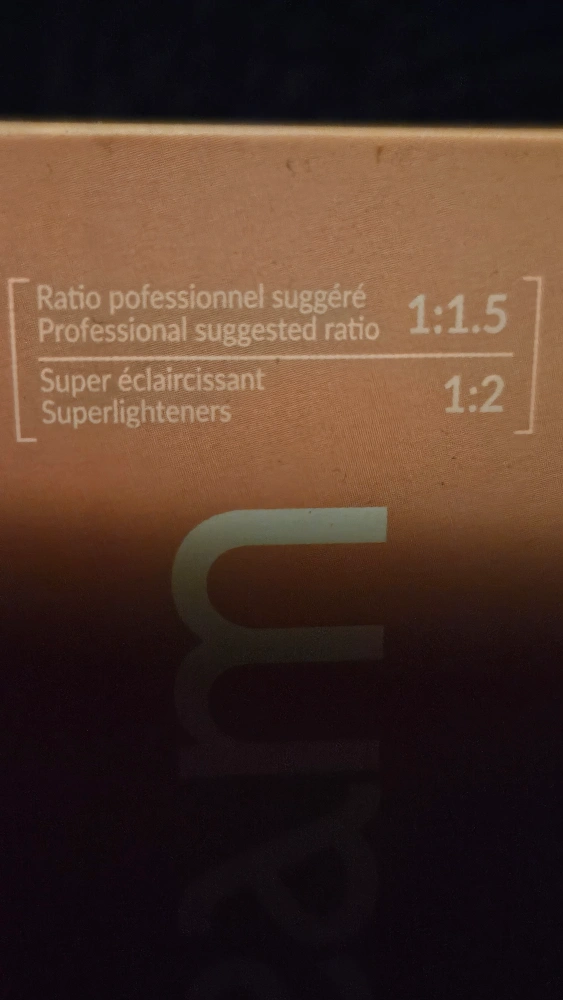 Ratio pofessionnel suggéré
Professional suggested ratio 1:1.5
Super éclaircissant
Superlighteners 1:2